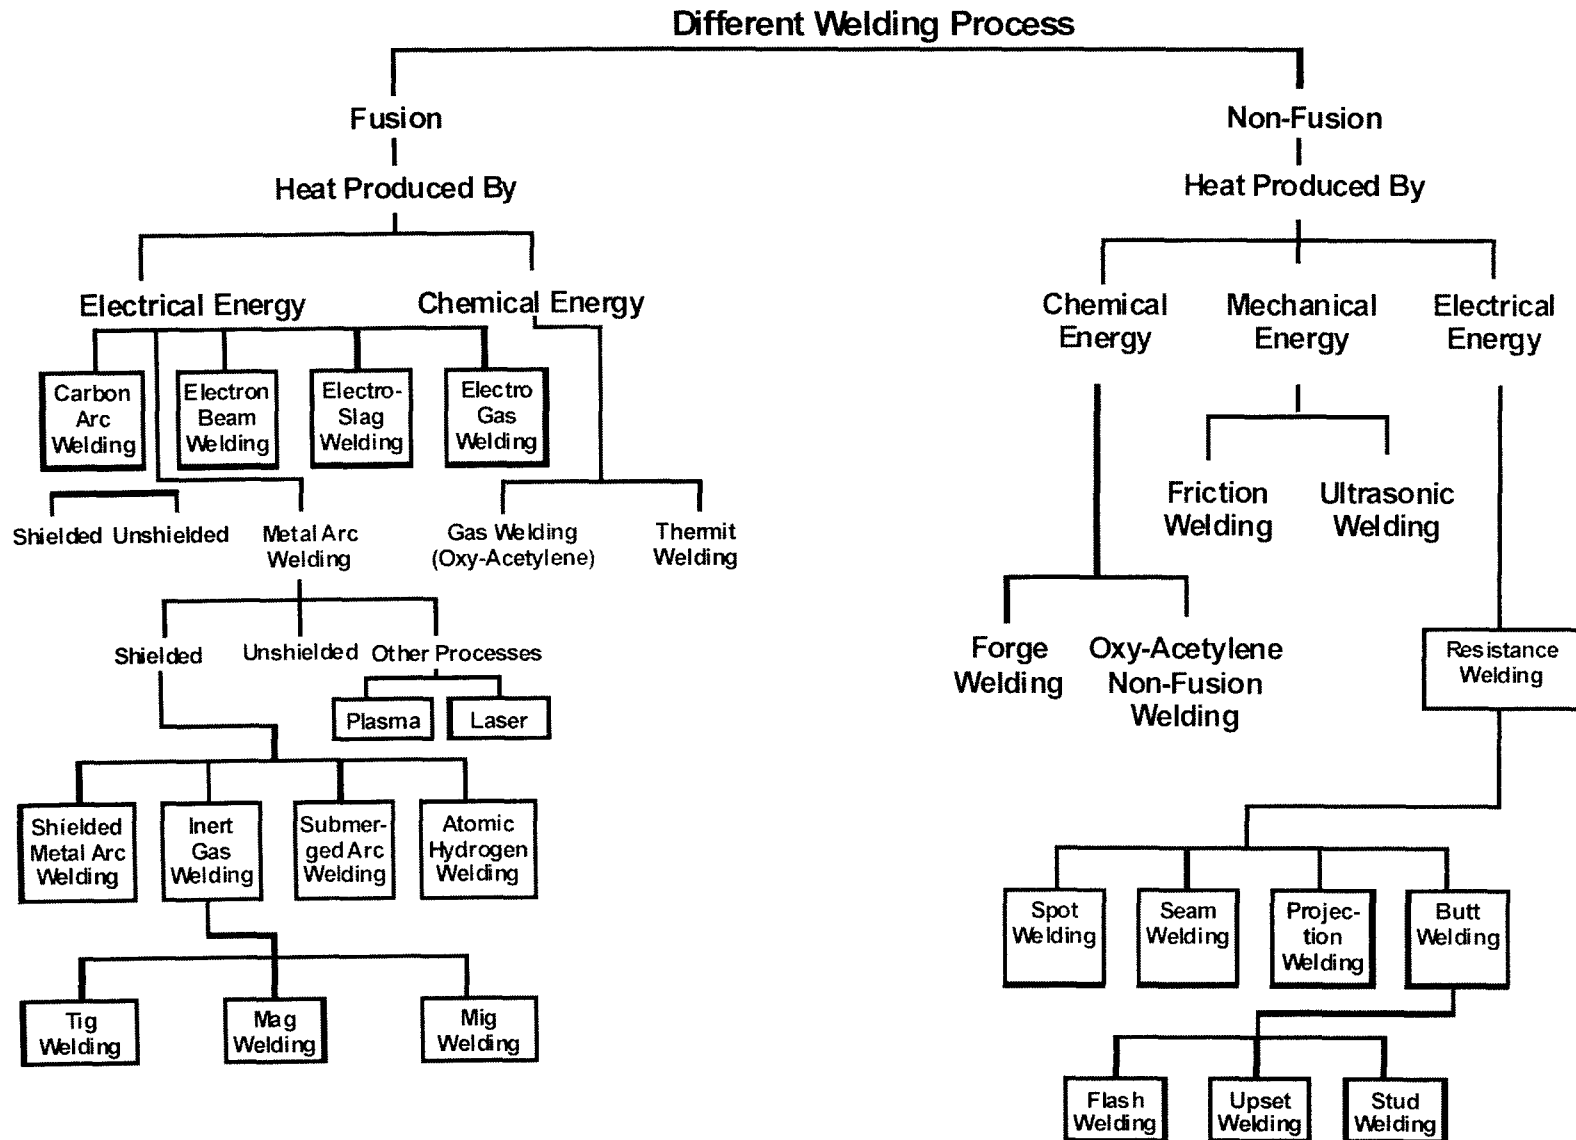 Different Welding Process
Fusion
Non-Fusion
Heat Produced By
Heat Produced By
Electrical Energy
Chemical Energy
Chemical
Energy
Mechanical
Energy
Electrical
Energy
Carbon
Arc
Welding
Electron
Beam
Welding
Electro-
Slag
Welding
Electro
Gas
Welding
Shielded
Unshielded
Metal Arc
Welding
Gas Welding
(Oxy-Acetylene)
Thermit
Welding
Friction
Welding
Ultrasonic
Welding
Shielded
Unshielded
Other Processes
Plasma
Laser
Forge
Welding
Oxy-Acetylene
Non-Fusion
Welding
Resistance
Welding
Shielded
Metal Arc
Welding
Inert
Gas
Welding
Submer-
ged Arc
Welding
Atomic
Hydrogen
Welding
Spot
Welding
Seam
Welding
Projec-
tion
Welding
Butt
Welding
Tig
Welding
Mag
Welding
Mig
Welding
Flash
Welding
Upset
Welding
Stud
Welding